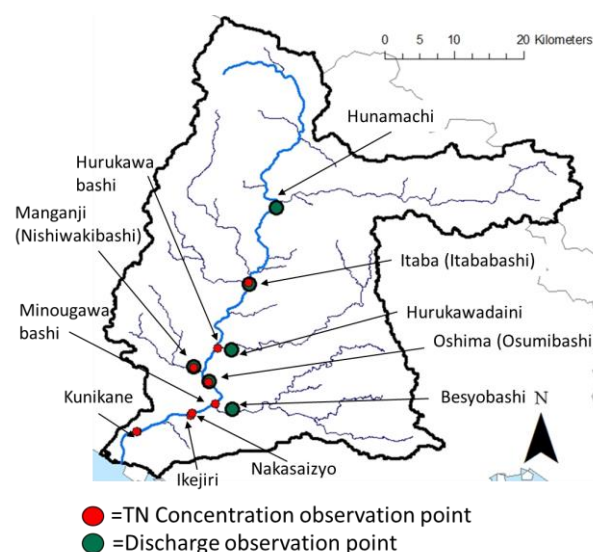 0 5 10 20 Kilometers
Hunamachi
Hurukawa
bashi
Manganji
(Nishiwakibashi)
Itaba (Itababashi)
Minougawa
bashi
Hurukawadaini
Oshima (Osumibashi)
Kunikane
Besyobashi
N
Nakasaizyo
Ikejiri
=TN Concentration observation point
=Discharge observation point